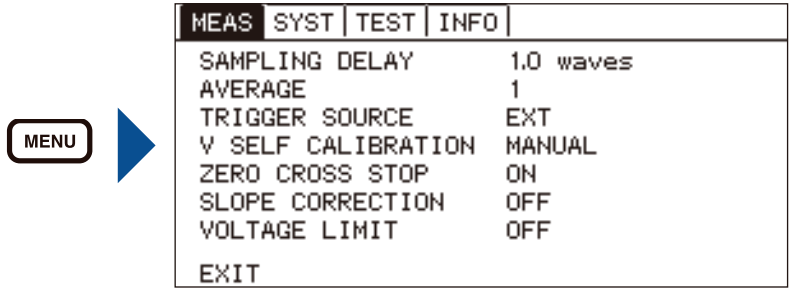 MENU
MEAS SYST TEST INFO
SAMPLING DELAY 1.0 waves
AVERAGE 1
TRIGGER SOURCE EXT
V SELF CALIBRATION MANUAL
ZERO CROSS STOP ON
SLOPE CORRECTION OFF
VOLTAGE LIMIT OFF
EXIT